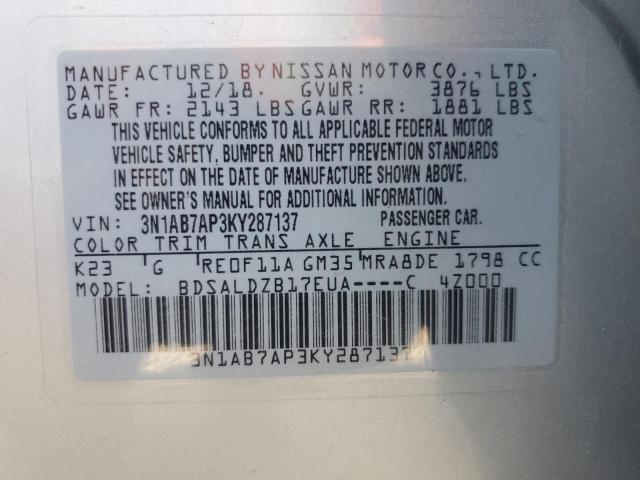 MANUFACTURED BY NISSAN MOTOR CO., LTD.
DATE: 12/18. GVWR: 3876 LBS
GAWR FR: 2143 LBS GAWR RR: 1881 LBS
THIS VEHICLE CONFORMS TO ALL APPLICABLE FEDERAL MOTOR
VEHICLE SAFETY, BUMPER AND THEFT PREVENTION STANDARDS
IN EFFECT ON THE DATE OF MANUFACTURE SHOWN ABOVE.
SEE OWNER'S MANUAL FOR ADDITIONAL INFORMATION.
VIN: 3N1AB7AP3KY287137 PASSENGER CAR.
COLOR TRIM TRANS AXLE ENGINE
K23 G RE0F11A GM35 MRA8DE 1798 CC
MODEL: BDSALDZB17EUA----C 4Z000
3N1AB7AP3KY287137